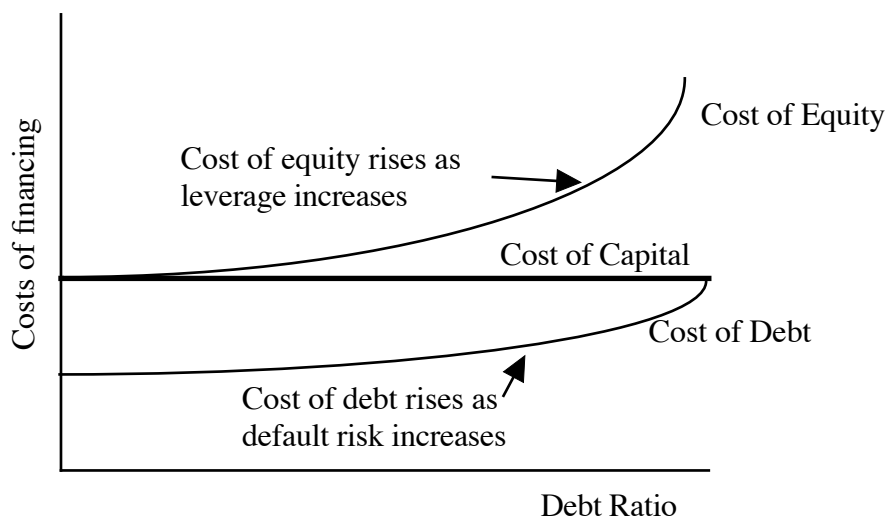 Costs of financing
Cost of Equity
Cost of equity rises as
leverage increases
Cost of Capital
Cost of Debt
Cost of debt rises as
default risk increases
Debt Ratio